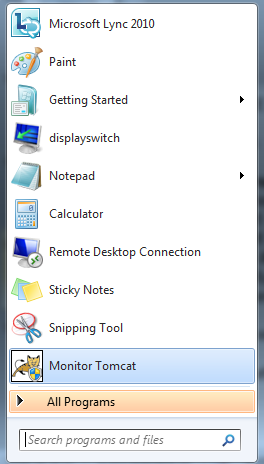 Microsoft Lync 2010
Paint
Getting Started
displayswitch
Notepad
Calculator
Remote Desktop Connection
Sticky Notes
Snipping Tool
Monitor Tomcat
All Programs
Search programs and files